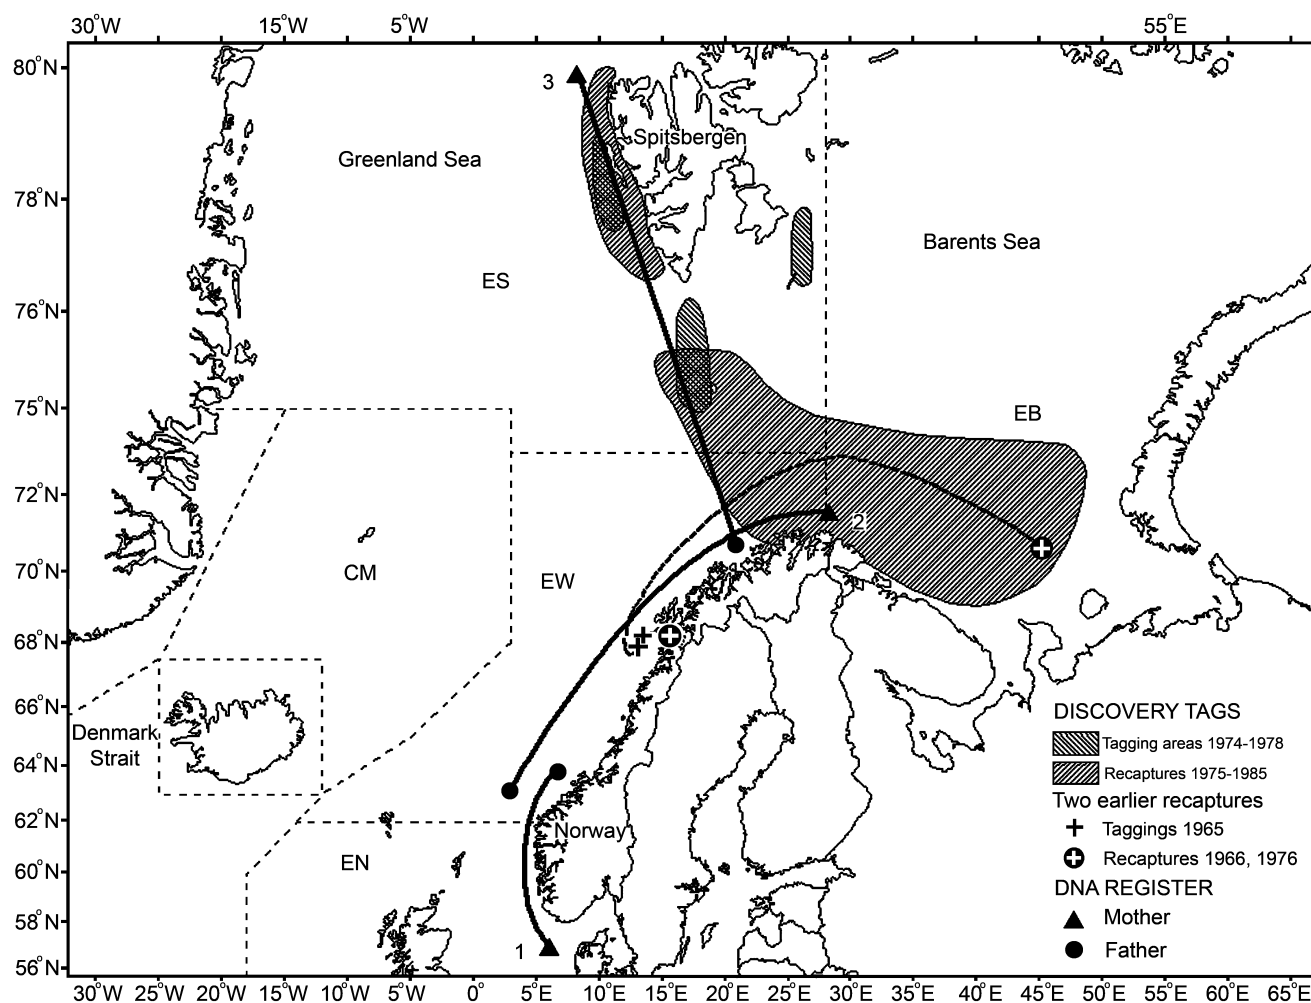 30°W 15°W 5°W 55°E
80°N
3
Spitsbergen
Greenland Sea
78°N
Barents Sea
ES
76°N
75°N
EB
72°N
2
70°N
CM
EW
68°N
66°N
Denmark
Strait
DISCOVERY TAGS
Tagging areas 1974-1978
64°N
Recaptures 1975-1985
Two earlier recaptures
62°N
Norway
Taggings 1965
60°N
EN
Recaptures 1966, 1976
DNA REGISTER
58°N
Mother
1
Father
56°N
30°W 25°W 20°W 15°W 10°W 5°W 0° 5°E 10°E 15°E 20°E 25°E 30°E 35°E 40°E 45°E 50°E 55°E 60°E 65°E